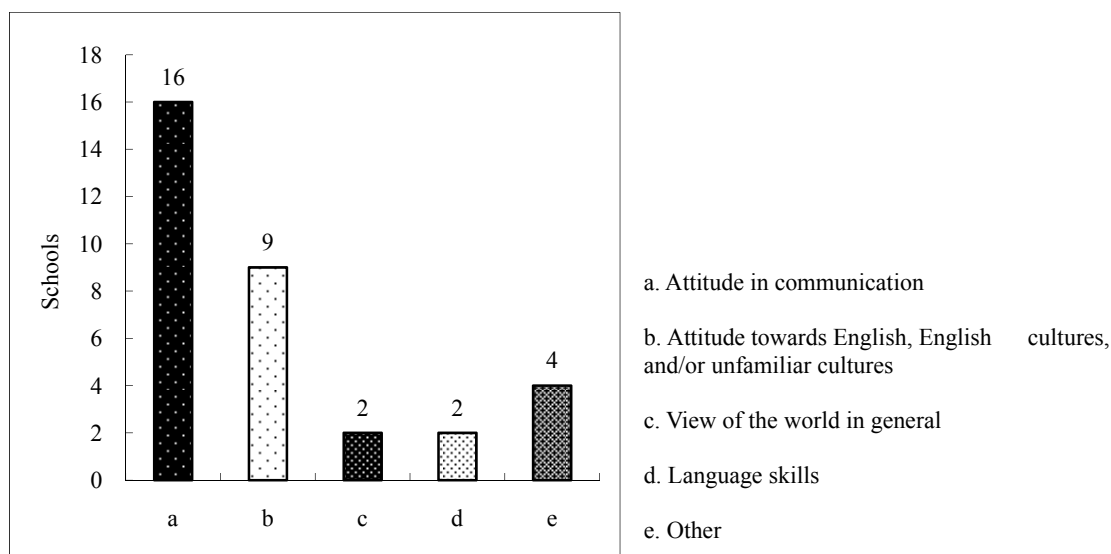 18
16
14
12
10
8
6
4
2
0
Schools
16
9
2
2
4
a b c d e
a. Attitude in communication
b. Attitude towards English, English cultures,
and/or unfamiliar cultures
c. View of the world in general
d. Language skills
e. Other